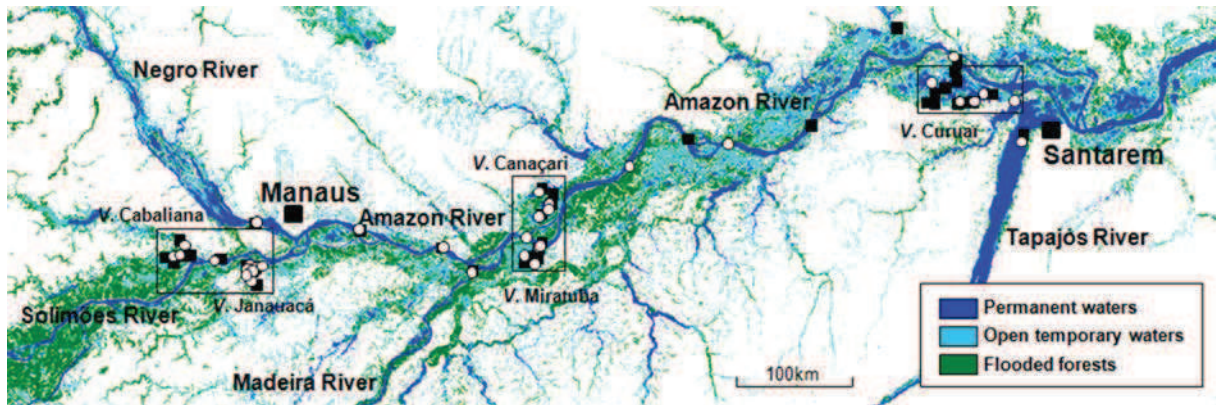 Negro River
Amazon River
V. Curuai
Santarem
V. Canaçari
Manaus
V. Cabaliana
Amazon River
Tapajós River
V. Janauacá
V. Miratuba
Solimões River
Madeira River
100km
Permanent waters
Open temporary waters
Flooded forests